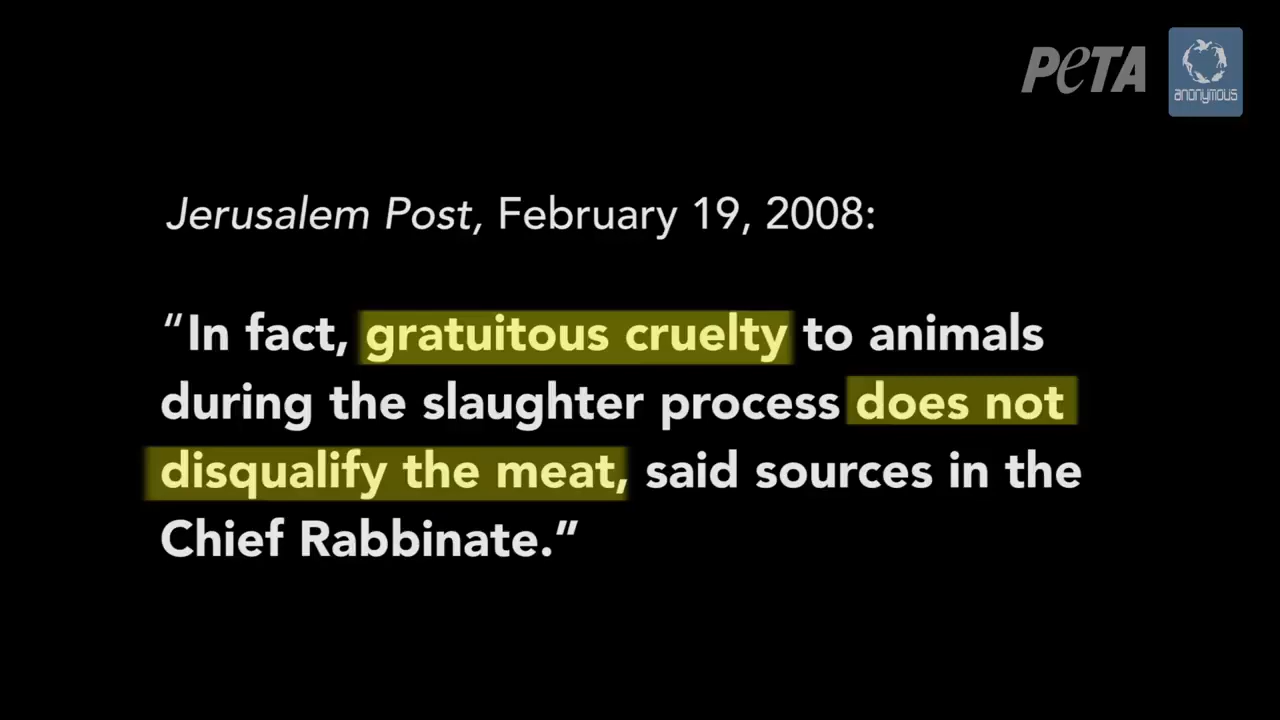 PETA
anonymous
Jerusalem Post, February 19, 2008:
“In fact, gratuitous cruelty to animals
during the slaughter process does not
disqualify the meat, said sources in the
Chief Rabbinate.”